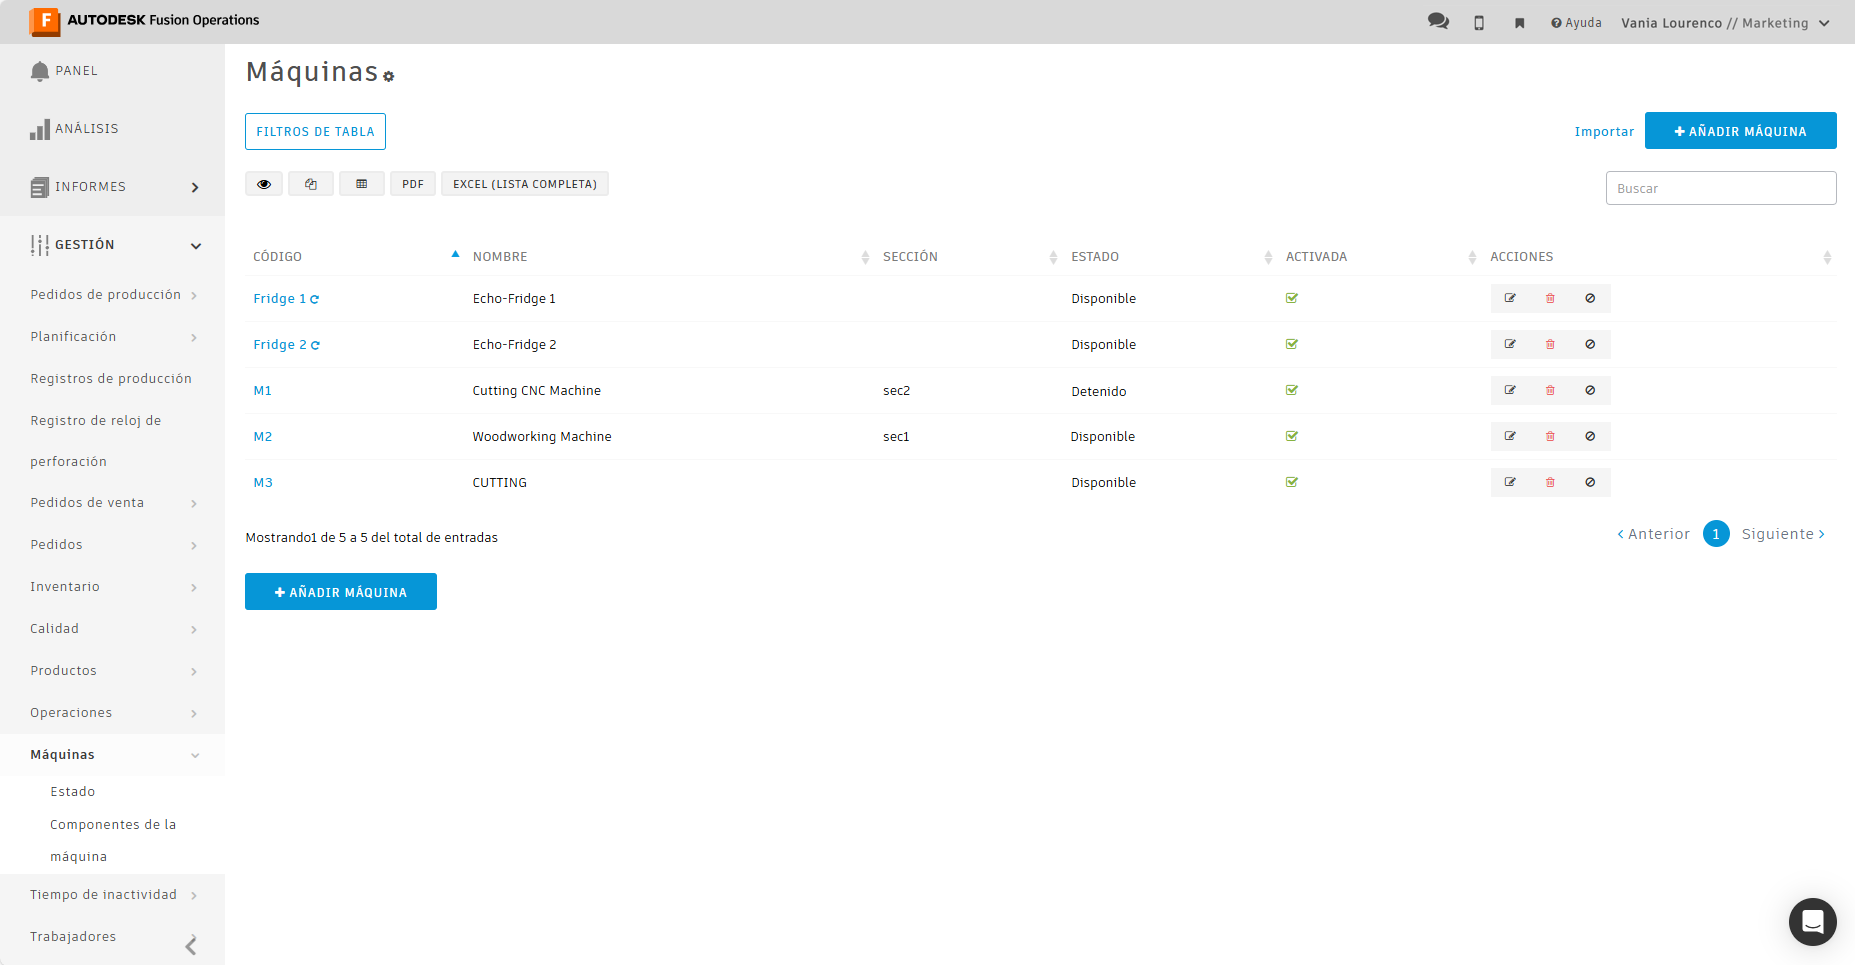 F AUTODESK Fusion Operations
Ayuda
Vania Lourenco // Marketing
PANEL
ANÁLISIS
INFORMES
GESTIÓN
Pedidos de producción
Planificación
Registros de producción
Registro de reloj de
perforación
Pedidos de venta
Pedidos
Inventario
Calidad
Productos
Operaciones
Máquinas
Estado
Componentes de la
máquina
Tiempo de inactividad
Trabajadores
Máquinas
FILTROS DE TABLA
Importar
AÑADIR MÁQUINA
PDF
EXCEL (LISTA COMPLETA)
Buscar
CÓDIGO NOMBRE SECCIÓN ESTADO ACTIVADA ACCIONES
Fridge 1 Echo-Fridge 1 Disponible
Fridge 2 Echo-Fridge 2 Disponible
M1 Cutting CNC Machine sec2 Detenido
M2 Woodworking Machine sec1 Disponible
M3 CUTTING Disponible
Mostrando1 de 5 a 5 del total de entradas
Anterior 1 Siguiente
AÑADIR MÁQUINA